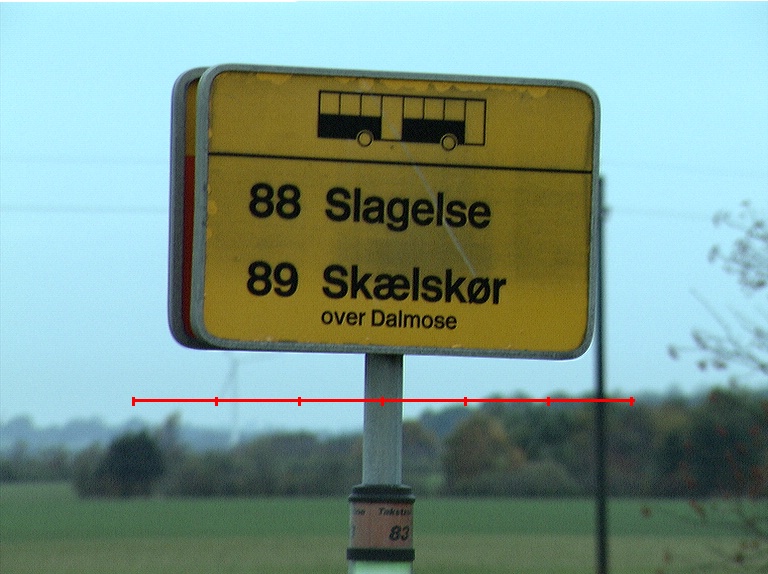 88 Slagelse
89 Skælskør
over Dalmose
83